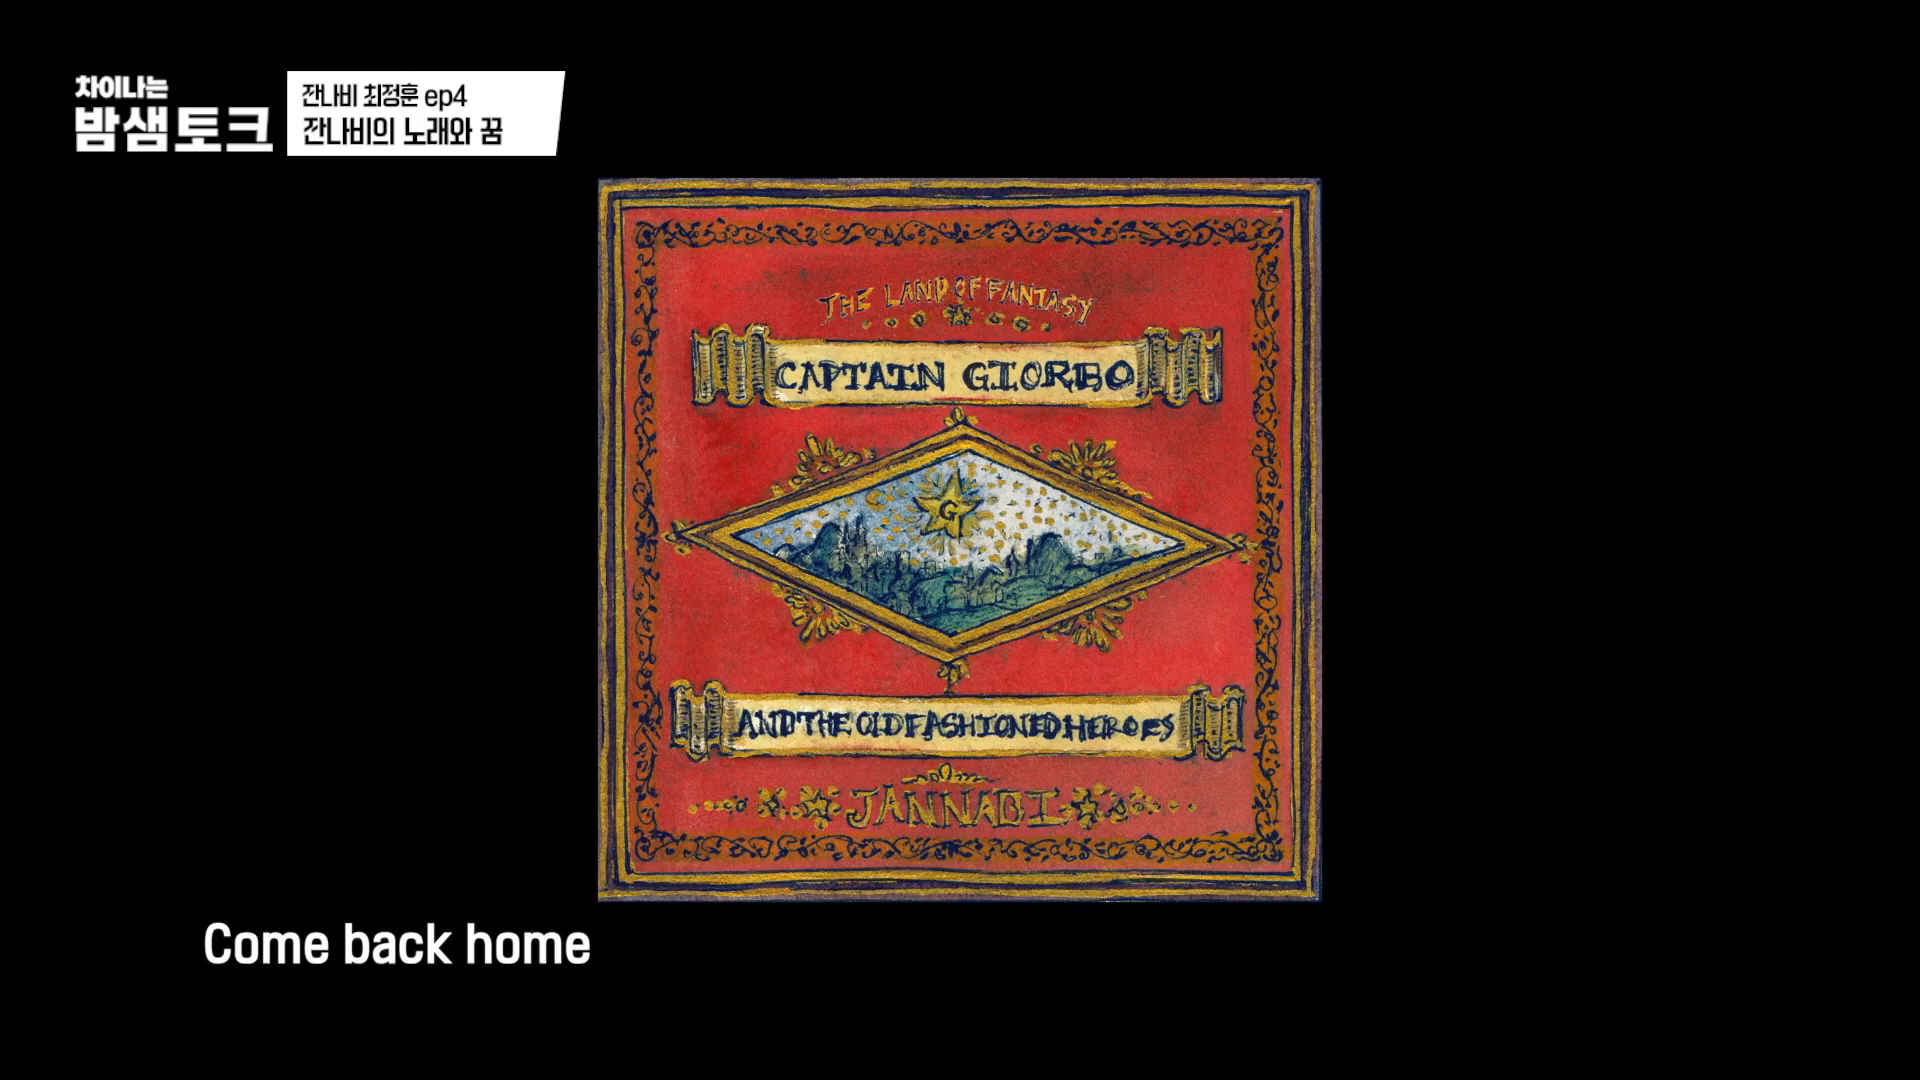 차이나는
밤샘토크
잔나비 최정훈 ep4
잔나비의 노래와 꿈
THE LAND OF FANTASY
CAPTAIN GIORBO
G
AND THE OLD FASHIONED HEROES
JANNABI
Come back home